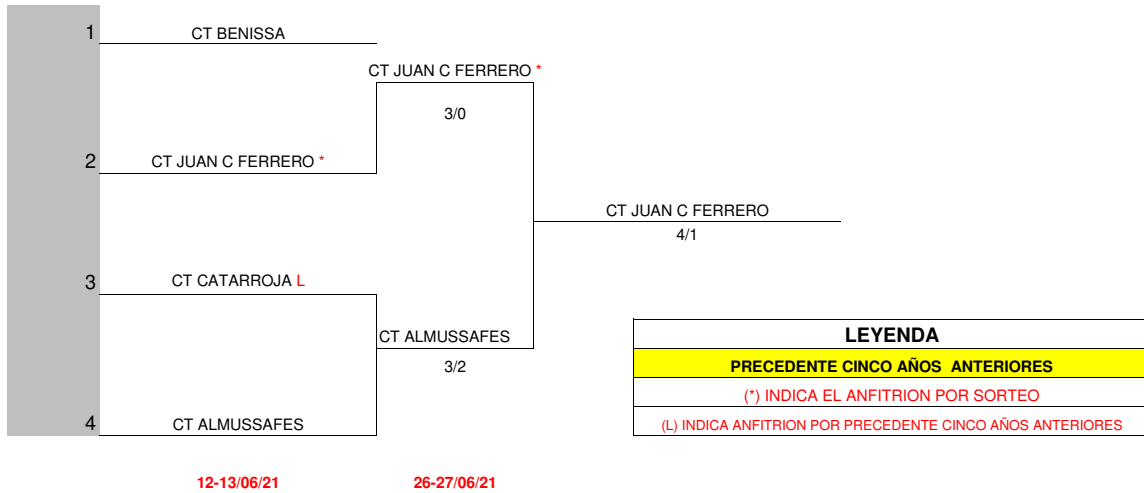 1 CT BENISSA
CT JUAN C FERRERO *
3/0
2 CT JUAN C FERRERO *
CT JUAN C FERRERO
4/1
3 CT CATARROJA L
CT ALMUSSAFES
3/2
4 CT ALMUSSAFES
LEYENDA
PRECEDENTE CINCO AÑOS ANTERIORES
(*) INDICA EL ANFITRION POR SORTEO
(L) INDICA ANFITRION POR PRECEDENTE CINCO AÑOS ANTERIORES
12-13/06/21 26-27/06/21